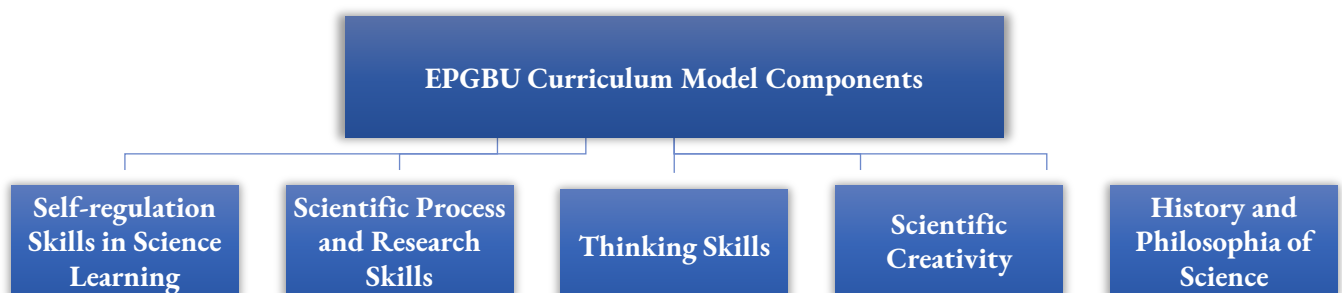 EPGBU Curriculum Model Components
Self-regulation
Skills in Science
Learning
Scientific Process
and Research
Skills
Thinking Skills
Scientific
Creativity
History and
Philosophia of
Science